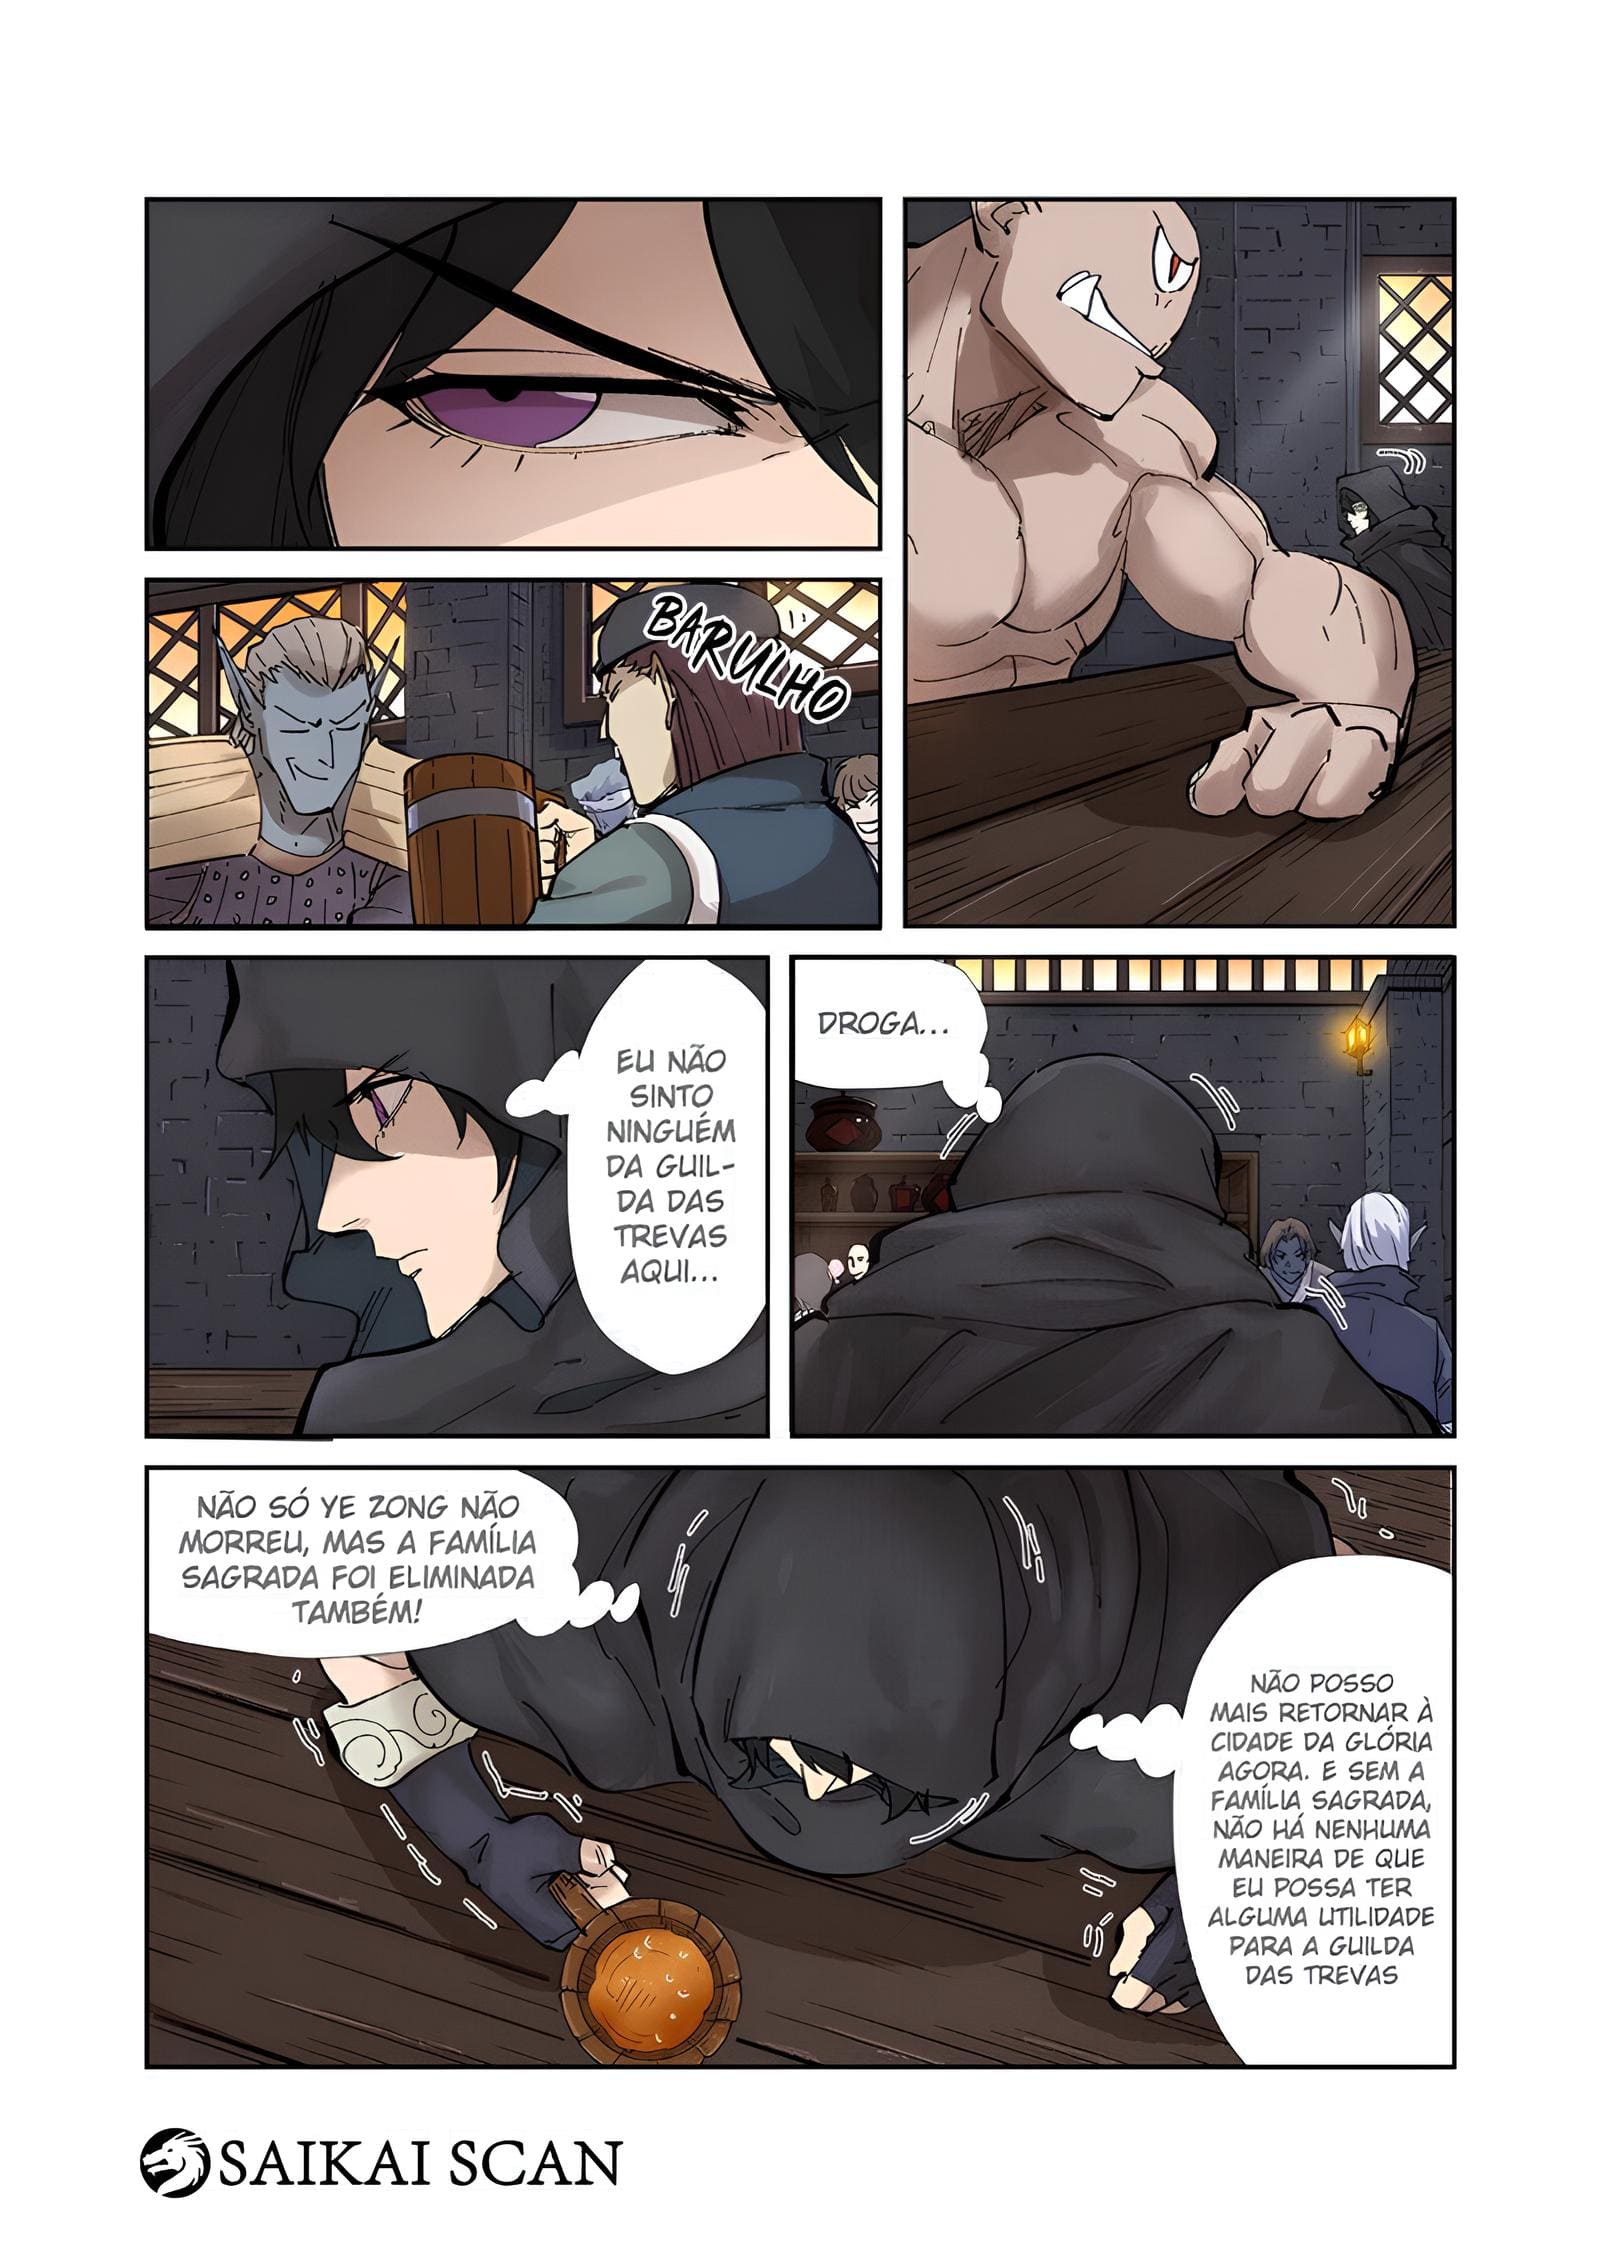 BARULHO
EU NÃO
SINTO
NINGUÉM
DA GUIL-
DA DAS
TREVAS
AQUI...
DROGA...
NÃO SÓ YE ZONG NÃO
MORREU, MAS A FAMÍLIA
SAGRADA FOI ELIMINADA
TAMBÉM!
NÃO POSSO
MAIS RETORNAR À
CIDADE DA GLÓRIA
AGORA. E SEM A
FAMÍLIA SAGRADA,
NÃO HÁ NENHUMA
MANEIRA DE QUE
EU POSSA TER
ALGUMA UTILIDADE
PARA A GUILDA
DAS TREVAS
SAIKAI SCAN